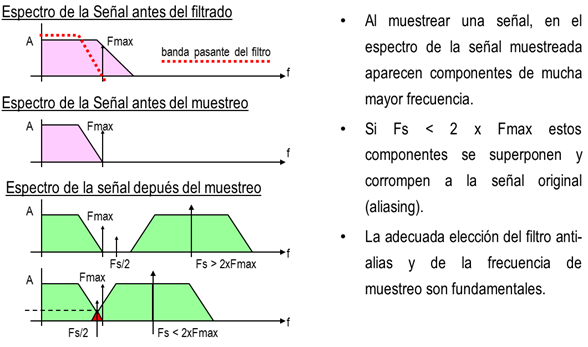 Espectro de la Señal antes del filtrado
A
Fmax
banda pasante del filtro
f
Espectro de la Señal antes del muestreo
A
Fmax
f
Espectro de la señal depués del muestreo
A
Fmax
f
Fs/2
Fs > 2xFmax
A
Fmax
f
Fs/2
Fs < 2xFmax
• Al muestrear una señal, en el
espectro de la señal muestreada
aparecen componentes de mucha
mayor frecuencia.
• Si Fs < 2 x Fmax estos
componentes se superponen y
corrompen a la señal original
(aliasing).
• La adecuada elección del filtro anti-
alias y de la frecuencia de
muestreo son fundamentales.